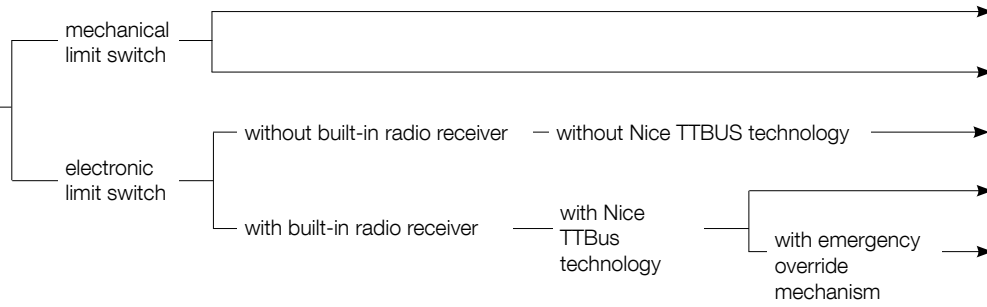 mechanical
limit switch
without built-in radio receiver
without Nice TTBUS technology
electronic
limit switch
with built-in radio receiver
with Nice
TTBus
technology
with emergency
override
mechanism